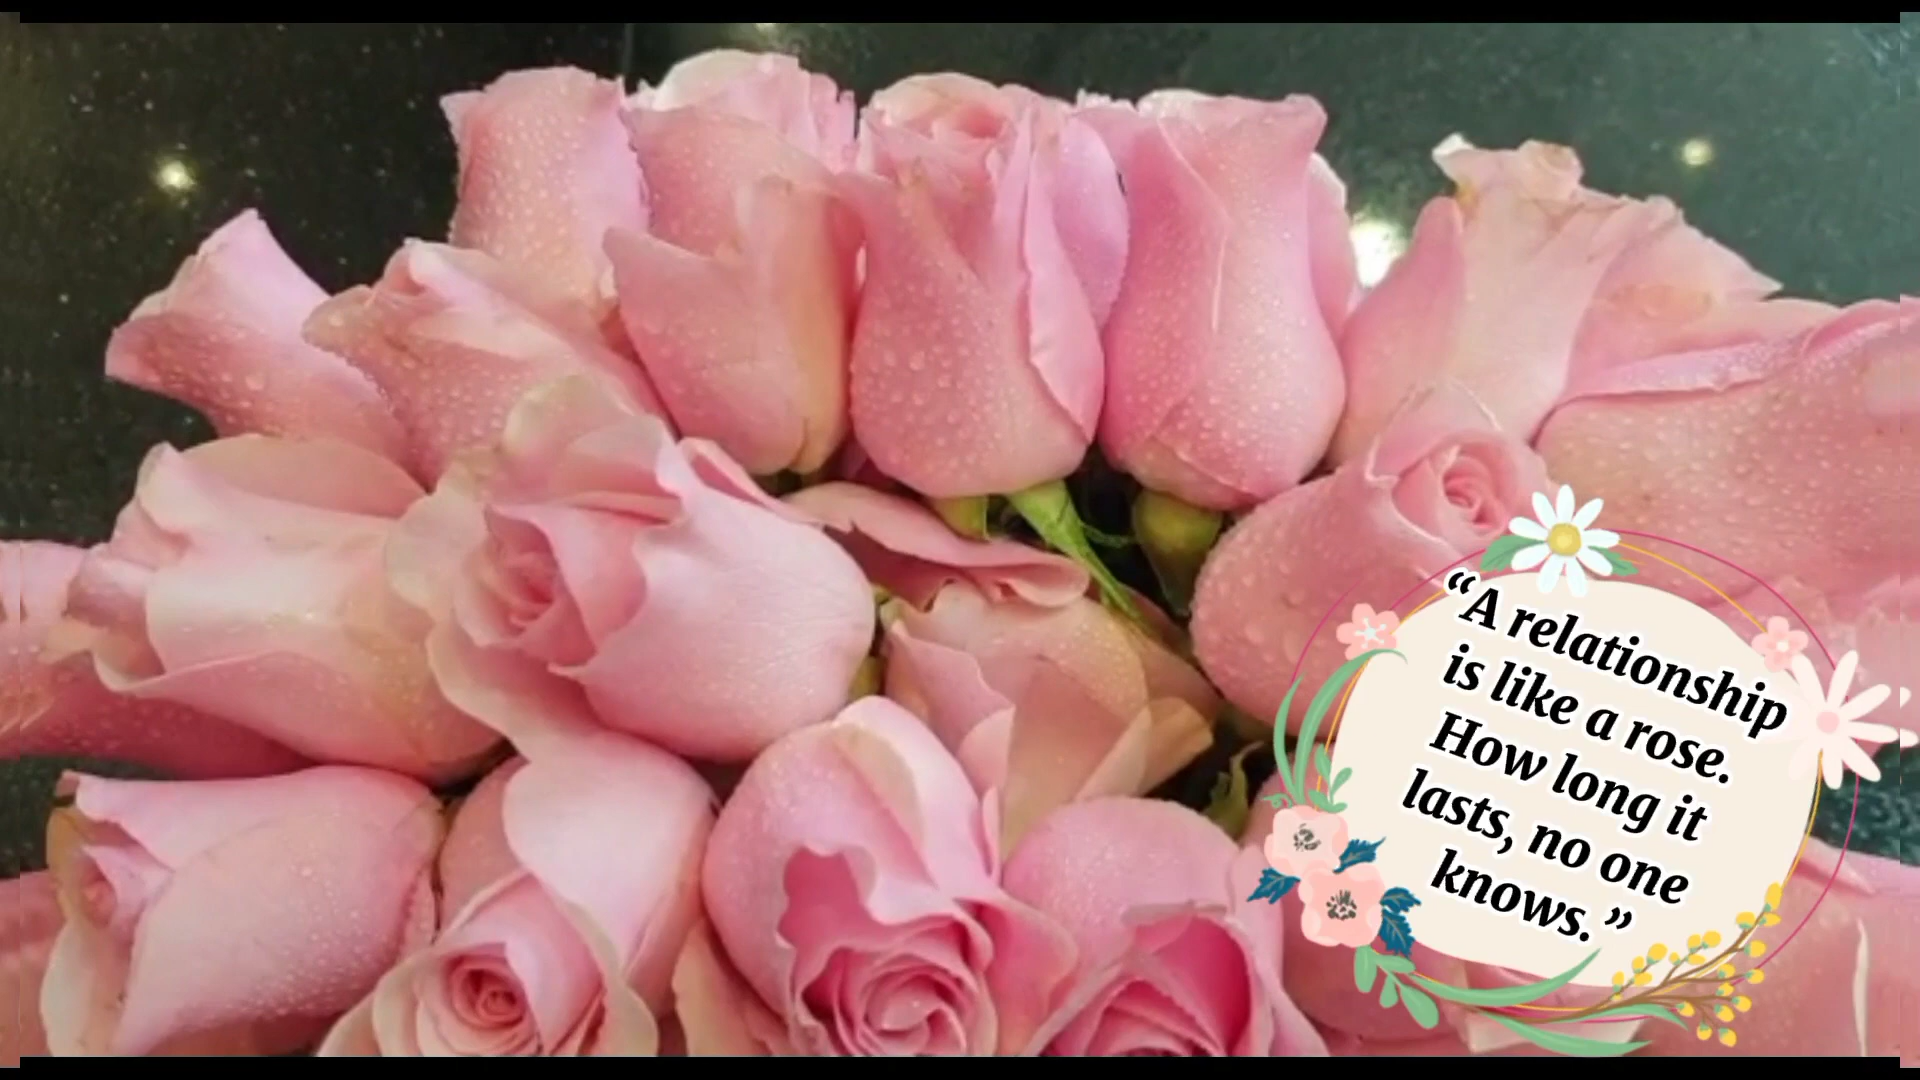 “A relationship
is like a rose.
How long it
lasts, no one
knows.”